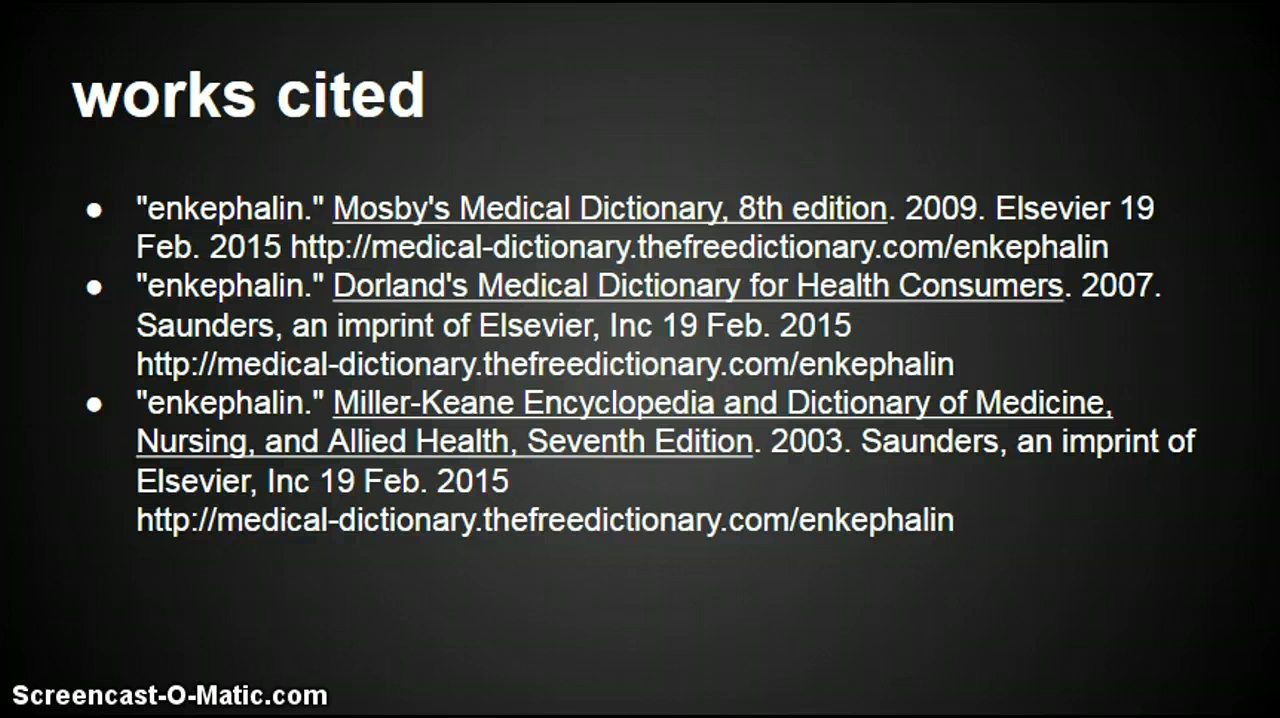 works cited
● "enkephalin." Mosby's Medical Dictionary, 8th edition. 2009. Elsevier 19
Feb. 2015 http://medical-dictionary.thefreedictionary.com/enkephalin
● "enkephalin." Dorland's Medical Dictionary for Health Consumers. 2007.
Saunders, an imprint of Elsevier, Inc 19 Feb. 2015
http://medical-dictionary.thefreedictionary.com/enkephalin
● "enkephalin." Miller-Keane Encyclopedia and Dictionary of Medicine,
Nursing, and Allied Health, Seventh Edition. 2003. Saunders, an imprint of
Elsevier, Inc 19 Feb. 2015
http://medical-dictionary.thefreedictionary.com/enkephalin
Screencast-O-Matic.com